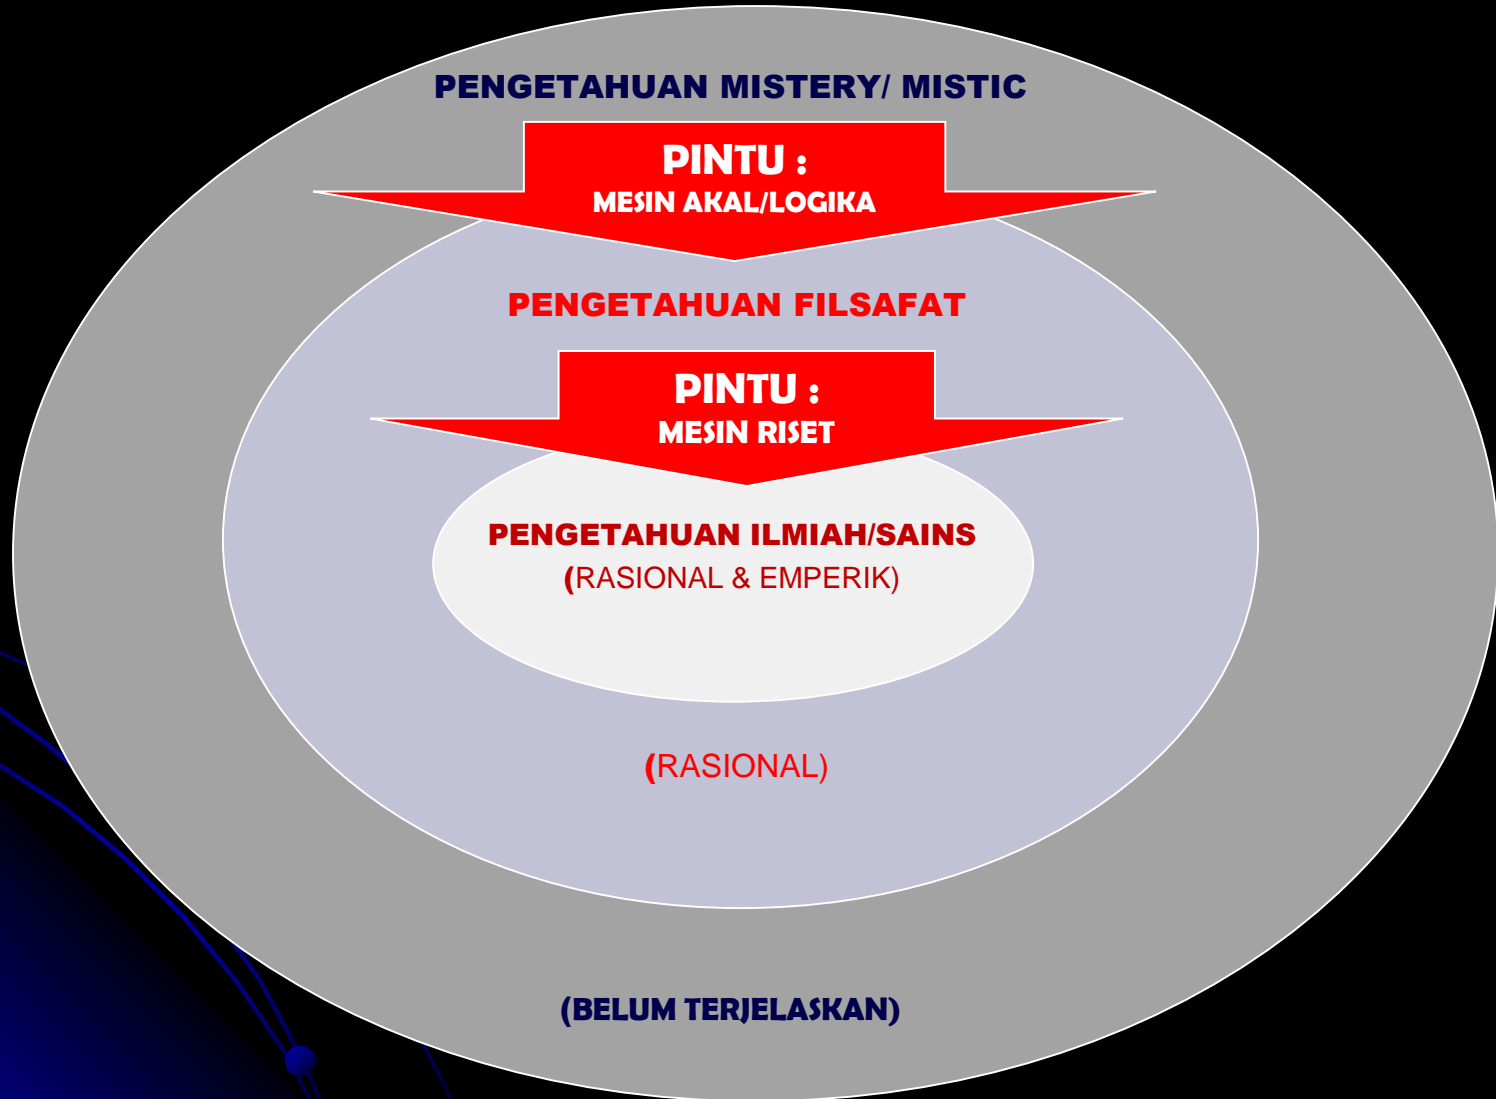 PENGETAHUAN MISTERY/ MISTIC
PINTU :
MESIN AKAL/LOGIKA
PENGETAHUAN FILSAFAT
PINTU :
MESIN RISET
PENGETAHUAN ILMIAH/SAINS
(RASIONAL & EMPERIK)
(RASIONAL)
(BELUM TERJELASKAN)